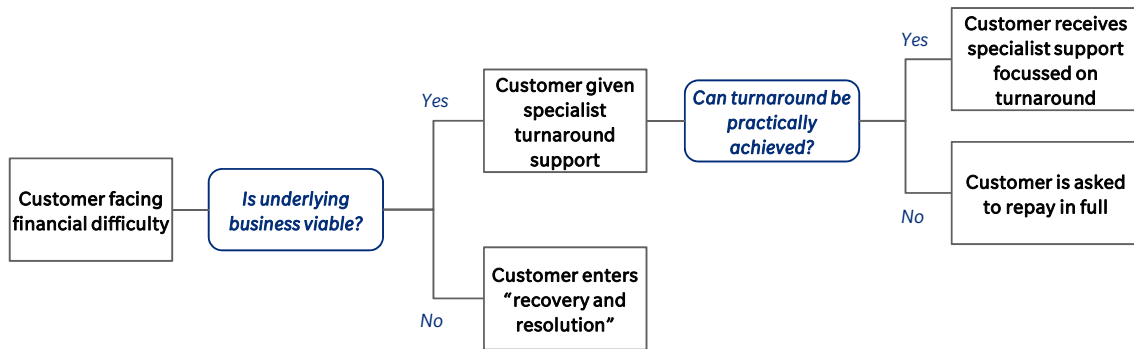 Customer facing
financial difficulty
Is underlying
business viable?
Yes
Customer given
specialist
turnaround
support
No
Customer enters
“recovery and
resolution”
Can turnaround be
practically
achieved?
Yes
Customer receives
specialist support
focussed on
turnaround
No
Customer is asked
to repay in full